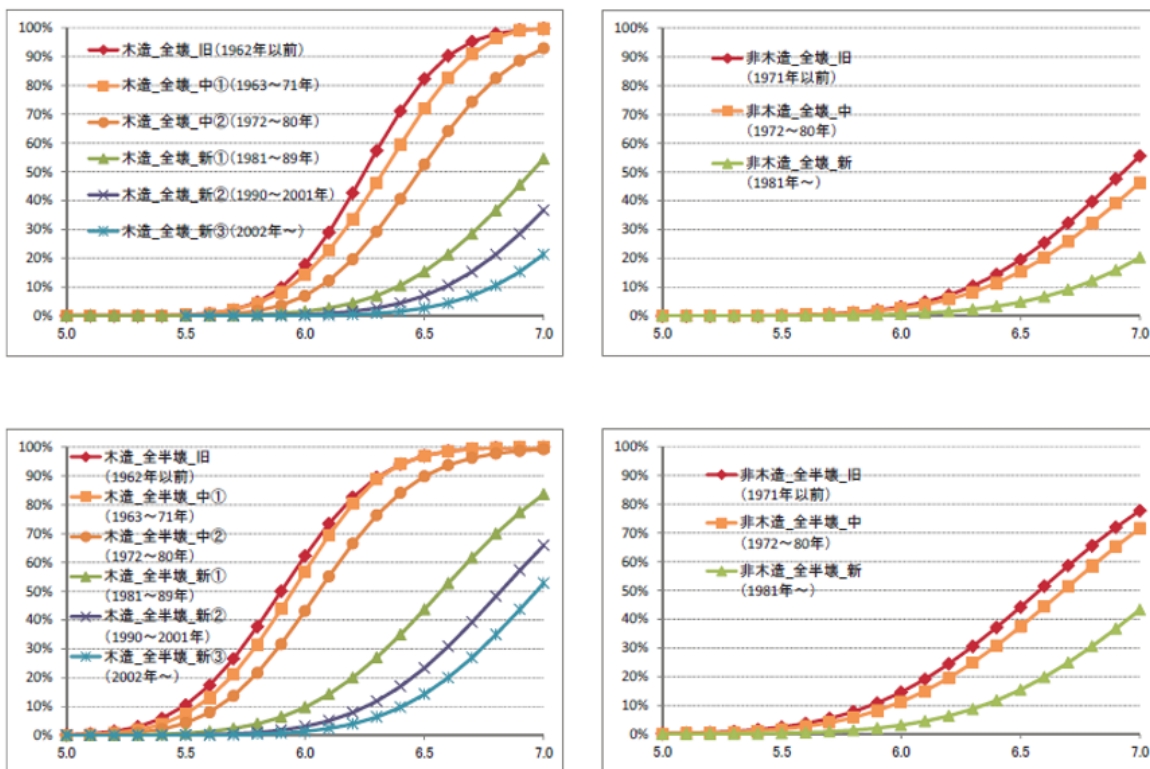 100%
90%
80%
70%
60%
50%
40%
30%
20%
10%
0%
5.0 5.5 6.0 6.5 7.0
木造_全壊_旧(1962年以前)
木造_全壊_中①(1963～71年)
木造_全壊_中②(1972～80年)
木造_全壊_新①(1981～89年)
木造_全壊_新②(1990～2001年)
木造_全壊_新③(2002年～)
100%
90%
80%
70%
60%
50%
40%
30%
20%
10%
0%
5.0 5.5 6.0 6.5 7.0
非木造_全壊_旧
(1971年以前)
非木造_全壊_中
(1972～80年)
非木造_全壊_新
(1981年～)
100%
90%
80%
70%
60%
50%
40%
30%
20%
10%
0%
5.0 5.5 6.0 6.5 7.0
木造_全半壊_旧
(1962年以前)
木造_全半壊_中①
(1963～71年)
木造_全半壊_中②
(1972～80年)
木造_全半壊_新①
(1981～89年)
木造_全半壊_新②
(1990～2001年)
木造_全半壊_新③
(2002年～)
100%
90%
80%
70%
60%
50%
40%
30%
20%
10%
0%
5.0 5.5 6.0 6.5 7.0
非木造_全半壊_旧
(1971年以前)
非木造_全半壊_中
(1972～80年)
非木造_全半壊_新
(1981年～)